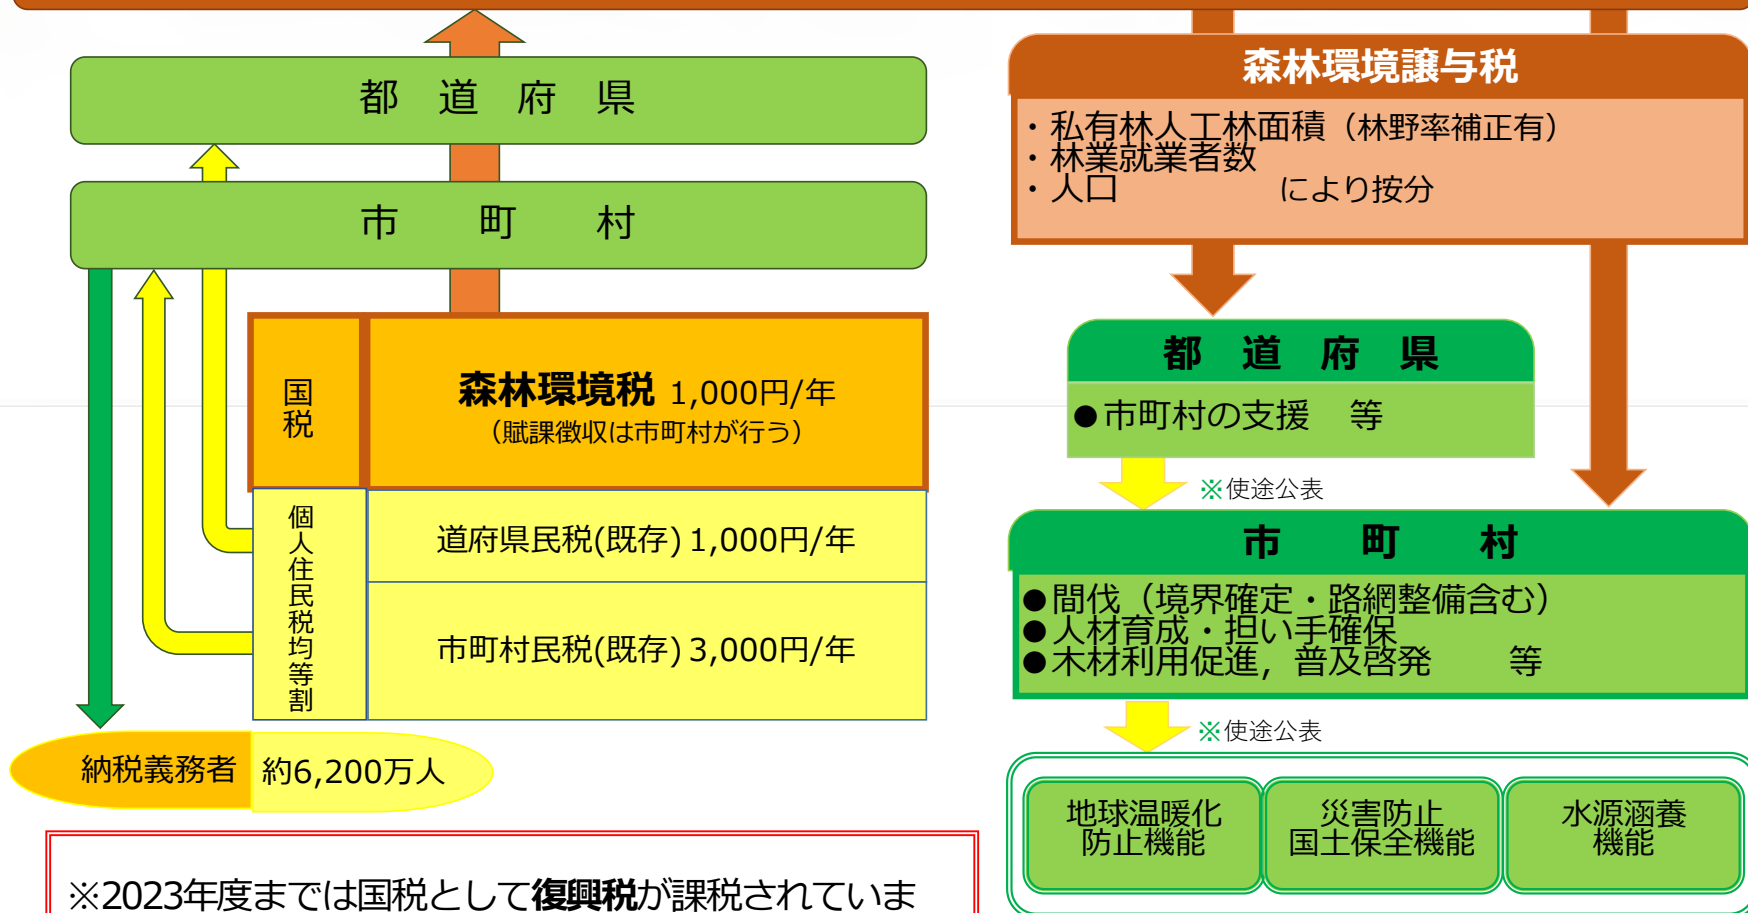 都 道 府 県
市 町 村
国税
森林環境税 1,000円/年
(賦課徴収は市町村が行う)
個人住民税均等割
道府県民税(既存) 1,000円/年
市町村民税(既存) 3,000円/年
納税義務者 約6,200万人
※2023年度までは国税として復興税が課税されていま
森林環境譲与税
・私有林人工林面積(林野率補正有)
・林業就業者数
・人口 により按分
都 道 府 県
●市町村の支援 等
※使途公表
市 町 村
●間伐(境界確定・路網整備含む)
●人材育成・担い手確保
●木材利用促進,普及啓発 等
※使途公表
地球温暖化
防止機能
災害防止
国土保全機能
水源涵養
機能